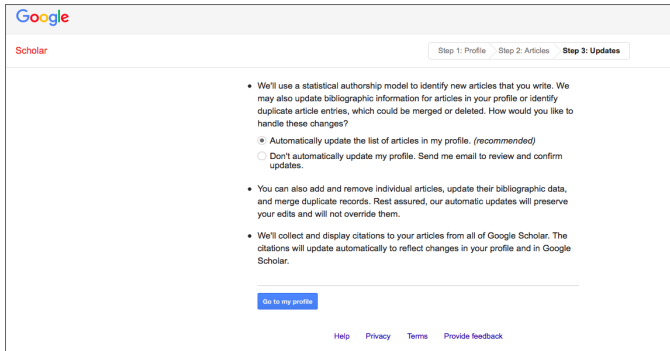 Google
Scholar
Step 1: Profile Step 2: Articles Step 3: Updates
• We'll use a statistical authorship model to identify new articles that you write. We
may also update bibliographic information for articles in your profile or identify
duplicate article entries, which could be merged or deleted. How would you like to
handle these changes?
Automatically update the list of articles in my profile. (recommended)
Don't automatically update my profile. Send me email to review and confirm
updates.
• You can also add and remove individual articles, update their bibliographic data,
and merge duplicate records. Rest assured, our automatic updates will preserve
your edits and will not override them.
• We'll collect and display citations to your articles from all of Google Scholar. The
citations will update automatically to reflect changes in your profile and in Google
Scholar.
Go to my profile
Help Privacy Terms Provide feedback